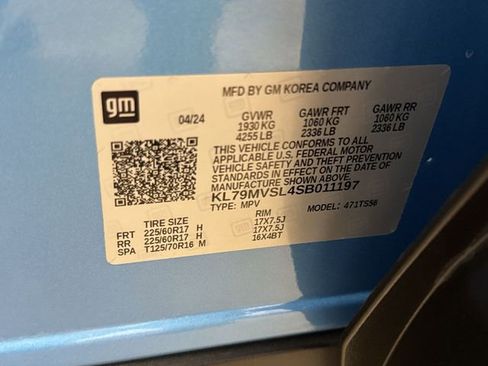 gm
MFD BY GM KOREA COMPANY
04/24 GVWR GAWR FRT GAWR RR
1930 KG 1060 KG 1060 KG
4255 LB 2336 LB 2336 LB
THIS VEHICLE CONFORMS TO ALL
APPLICABLE U.S. FEDERAL MOTOR
VEHICLE SAFETY AND BUMPER
STANDARDS IN EFFECT ON THE DATE OF
MANUFACTURE SHOWN ABOVE.
KL79MVSL4SB011197
TYPE: MPV MODEL: 471TS56
TIRE SIZE RIM
FRT 225/60R17 H 17X7.5J
RR 225/60R17 H 17X7.5J
SPA T125/70R16 M 16X4BT